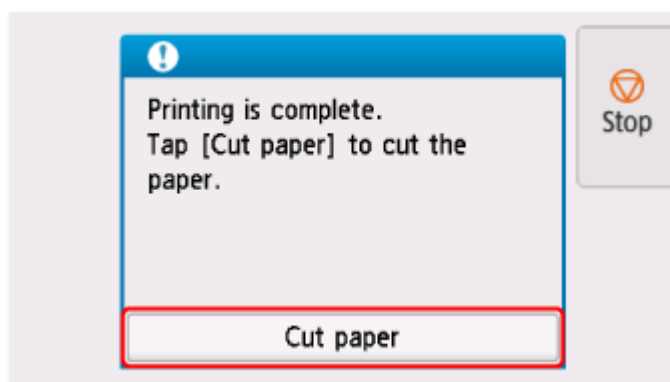 Printing is complete.
Tap [Cut paper] to cut the
paper.
Stop
Cut paper